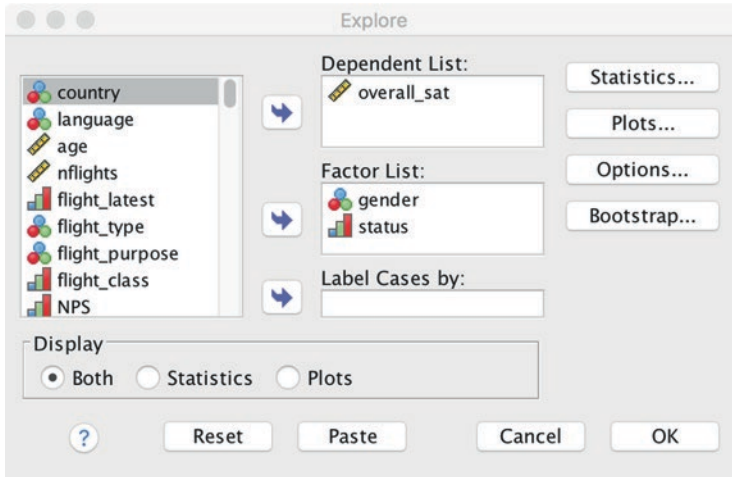 Explore
country
language
age
nflights
flight_latest
flight_type
flight_purpose
flight_class
NPS
Dependent List:
overall_sat
Factor List:
gender
status
Label Cases by:
Statistics...
Plots...
Options...
Bootstrap...
Display
Both Statistics Plots
? Reset Paste Cancel OK